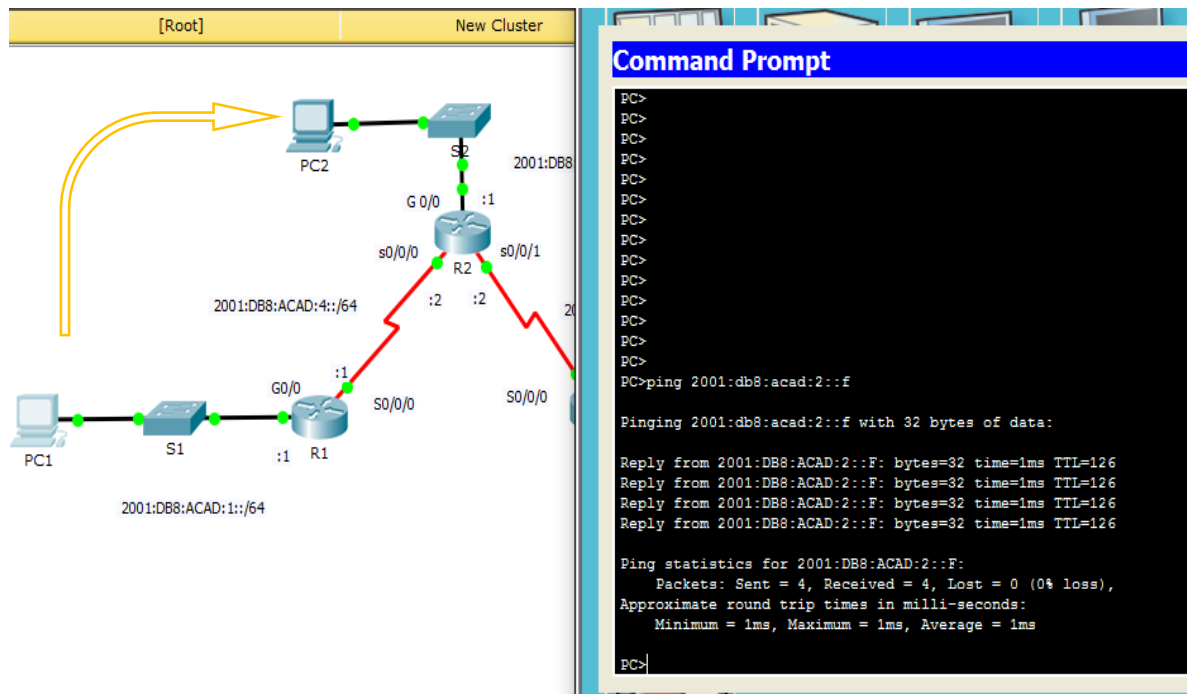 [Root]
New Cluster
PC2
S2
2001:DB8
G 0/0
:1
s0/0/0
s0/0/1
R2
:2
:2
2001:DB8:ACAD:4::/64
20
:1
G0/0
S0/0/0
S0/0/0
PC1
S1
:1
R1
2001:DB8:ACAD:1::/64
Command Prompt
PC>
PC>
PC>
PC>
PC>
PC>
PC>
PC>
PC>
PC>
PC>
PC>
PC>
PC>
PC>ping 2001:db8:acad:2::f
Pinging 2001:db8:acad:2::f with 32 bytes of data:
Reply from 2001:DB8:ACAD:2::F: bytes=32 time=1ms TTL=126
Reply from 2001:DB8:ACAD:2::F: bytes=32 time=1ms TTL=126
Reply from 2001:DB8:ACAD:2::F: bytes=32 time=1ms TTL=126
Reply from 2001:DB8:ACAD:2::F: bytes=32 time=1ms TTL=126
Ping statistics for 2001:DB8:ACAD:2::F:
Packets: Sent = 4, Received = 4, Lost = 0 (0% loss),
Approximate round trip times in milli-seconds:
Minimum = 1ms, Maximum = 1ms, Average = 1ms
PC>